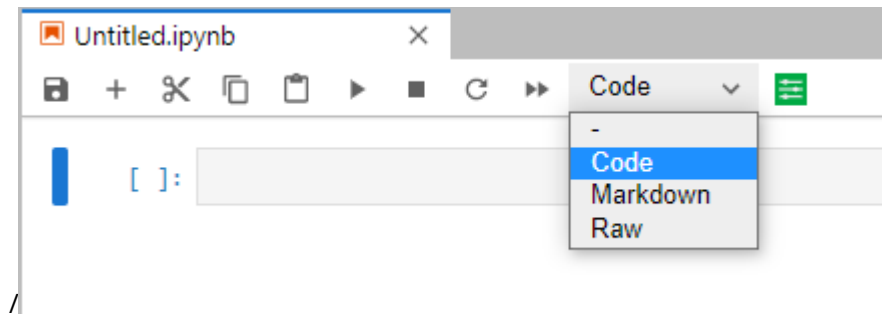 Untitled.ipynb
Code
-
Code
[ ]:
Markdown
Raw
/